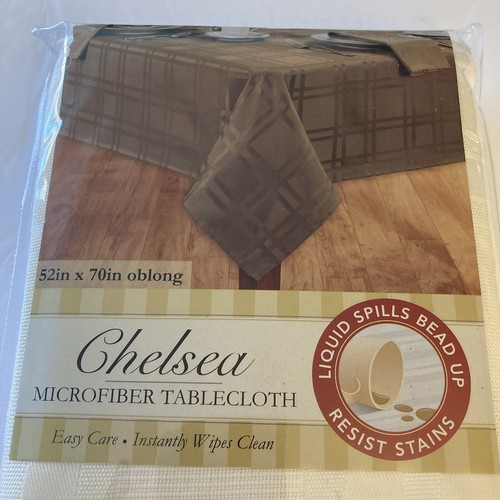 52in x 70in oblong
Chelsea
MICROFIBER TABLECLOTH
Easy Care • Instantly Wipes Clean
LIQUID SPILLS BEAD UP
RESIST STAINS